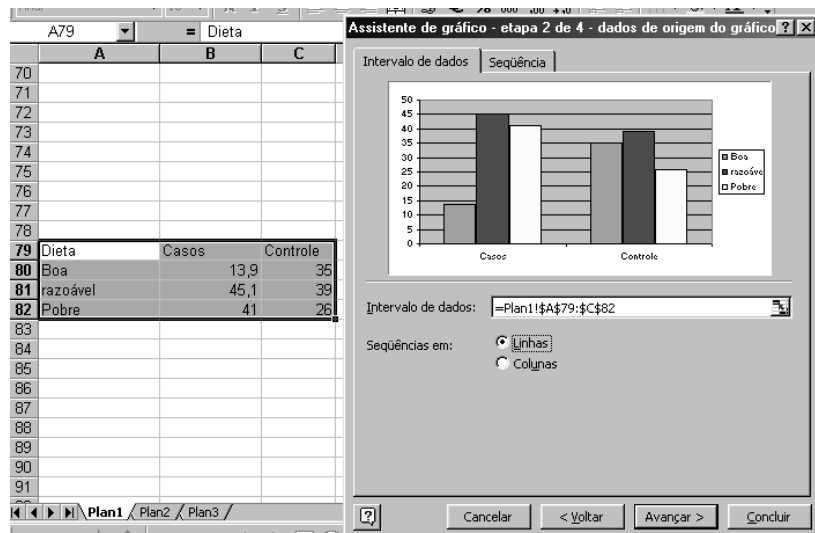 A79 = Dieta
A B C
70
71
72
73
74
75
76
77
78
79 Dieta Casos Controle
80 Boa 13,9 35
81 razoável 45,1 39
82 Pobre 41 26
83
84
85
86
87
88
89
90
91
Plan1 Plan2 Plan3
Assistente de gráfico - etapa 2 de 4 - dados de origem do gráfico
Intervalo de dados Seqüência
50
45
40
35
30
25
20
15
10
5
0
Casos Controle
Boa
razoáve
Pobre
Intervalo de dados: =Plan1!$A$79:$C$82
Seqüências em: Linhas
Colunas
Cancelar < Voltar Avançar > Concluir